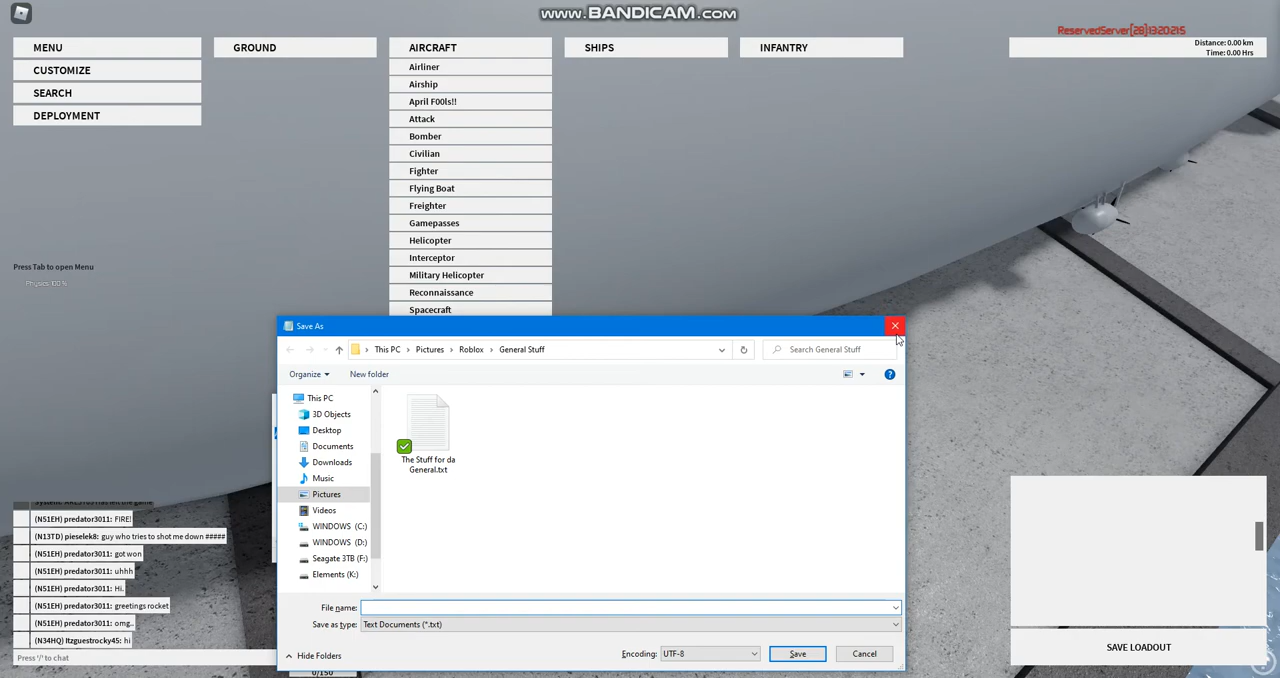 www.BANDICAM.com
ReservedServer[28]1320215
MENU
GROUND
AIRCRAFT
SHIPS
INFANTRY
Distance: 0.00 km
Time: 0.00 Hrs
CUSTOMIZE
SEARCH
DEPLOYMENT
Airliner
Airship
April F00ls!!
Attack
Bomber
Civilian
Fighter
Flying Boat
Freighter
Gamepasses
Helicopter
Interceptor
Military Helicopter
Reconnaissance
Spacecraft
Press Tab to open Menu
Physics: 100 %
Save As
This PC > Pictures > Roblox > General Stuff
Search General Stuff
Organize
New folder
This PC
3D Objects
Desktop
Documents
Downloads
Music
Pictures
Videos
WINDOWS (C:)
WINDOWS (D:)
Seagate 3TB (F:)
Elements (K:)
The Stuff for da
General.txt
File name:
Save as type: Text Documents (*.txt)
Hide Folders
Encoding: UTF-8
Save
Cancel
(N51EH) predator3011: FIRE!
(N13TD) pieselek8: guy who tries to shot me down #####
(N51EH) predator3011: got won
(N51EH) predator3011: uhhh
(N51EH) predator3011: Hi.
(N51EH) predator3011: greetings rocket
(N51EH) predator3011: omg..
(N34HQ) Itzguestrocky45: hi
Press '/' to chat
0/150
SAVE LOADOUT